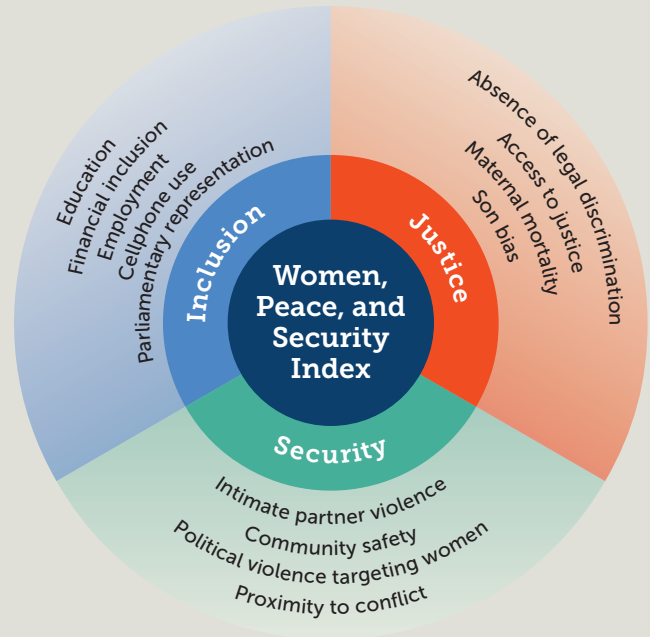 Women,
Peace, and
Security
Index
Inclusion
Education
Financial inclusion
Employment
Cellphone use
Parliamentary representation
Justice
Absence of legal discrimination
Access to justice
Maternal mortality
Son bias
Security
Intimate partner violence
Community safety
Political violence targeting women
Proximity to conflict